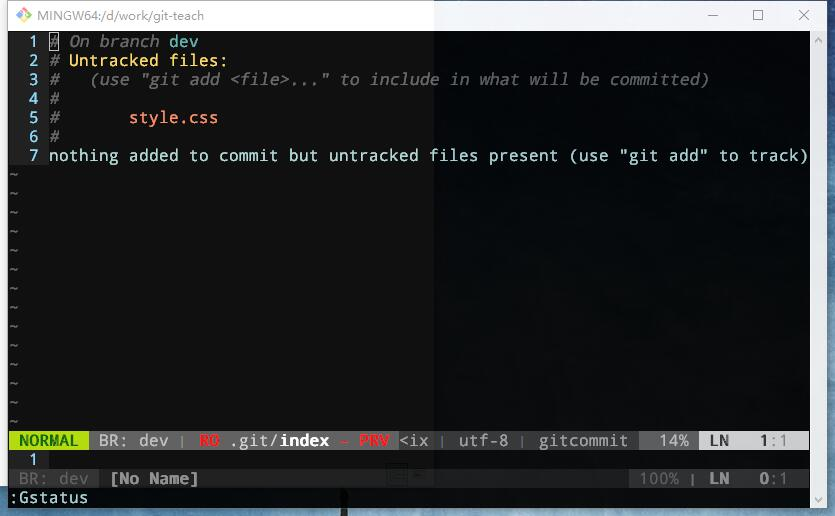 MINGW64:/d/work/git-teach
1 # On branch dev
2 # Untracked files:
3 #   (use "git add <file>..." to include in what will be committed)
4 #
5 #       style.css
6 #
7 nothing added to commit but untracked files present (use "git add" to track)
~
~
~
~
~
~
~
~
~
~
~
~
~
~
NORMAL BR: dev | RO .git/index - PRV <ix | utf-8 | gitcommit 14% LN 1:1
1
BR: dev [No Name] 100% | LN 0:1
:Gstatus